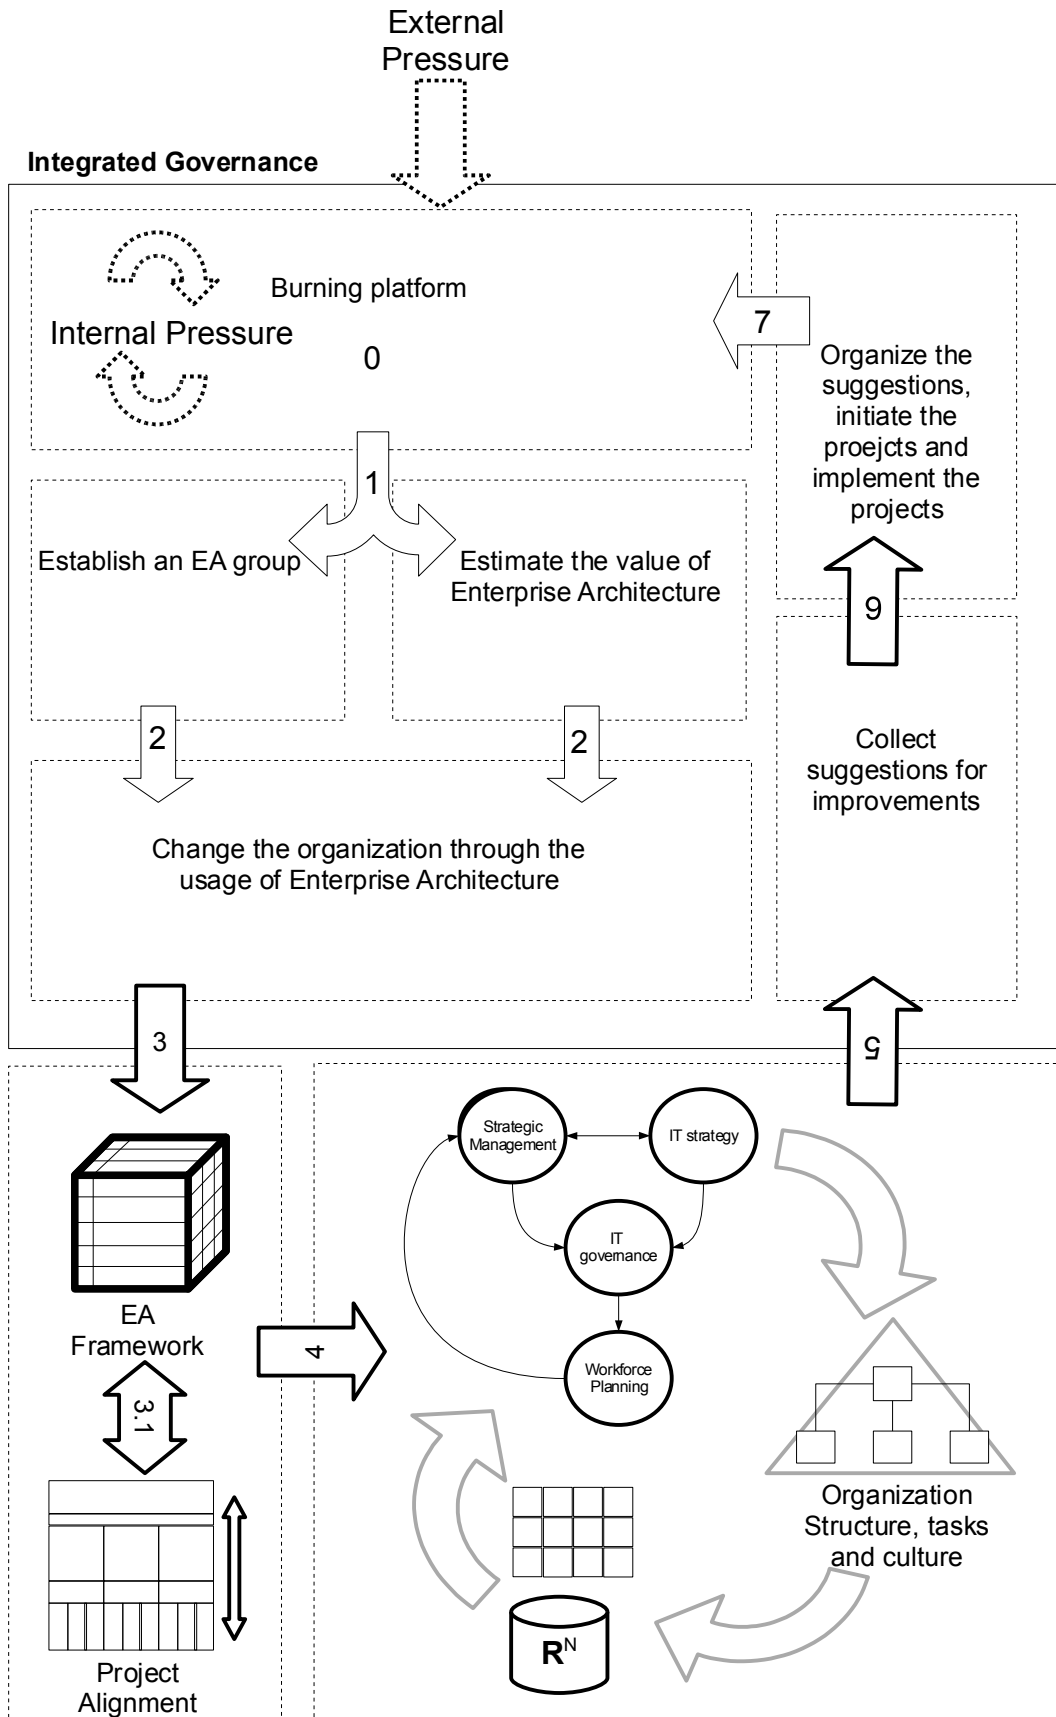 External
Pressure
Integrated Governance
Burning platform
Internal Pressure
0
7
Organize the
suggestions,
initiate the
proejcts and
implement the
projects
1
Establish an EA group
Estimate the value of
Enterprise Architecture
6
2
2
Collect
suggestions for
improvements
Change the organization through the
usage of Enterprise Architecture
3
5
Strategic
Management
IT strategy
IT
governance
EA
Framework
4
Workforce
Planning
3.1
Organization
Structure, tasks
and culture
R^N
Project
Alignment